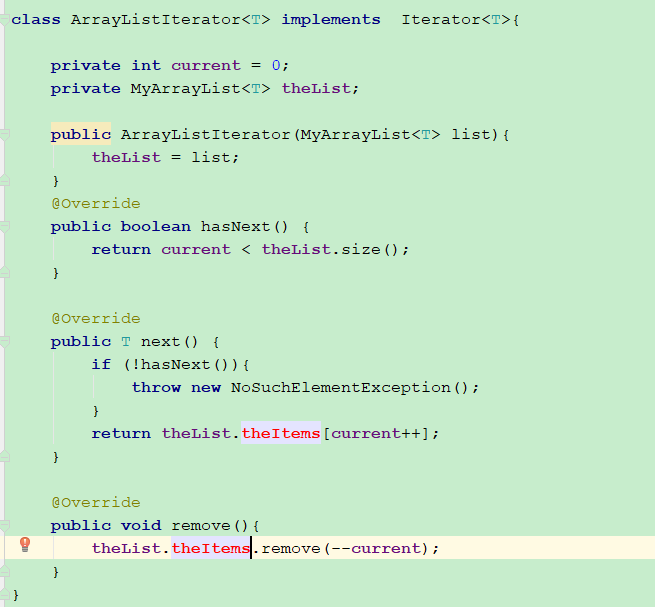 class ArrayListIterator<T> implements  Iterator<T>{
private int current = 0;
private MyArrayList<T> theList;
public ArrayListIterator(MyArrayList<T> list){
theList = list;
}
@Override
public boolean hasNext() {
return current < theList.size();
}
@Override
public T next() {
if (!hasNext()){
throw new NoSuchElementException();
}
return theList.theItems[current++];
}
@Override
public void remove(){
theList.theItems.remove(--current);
}
}